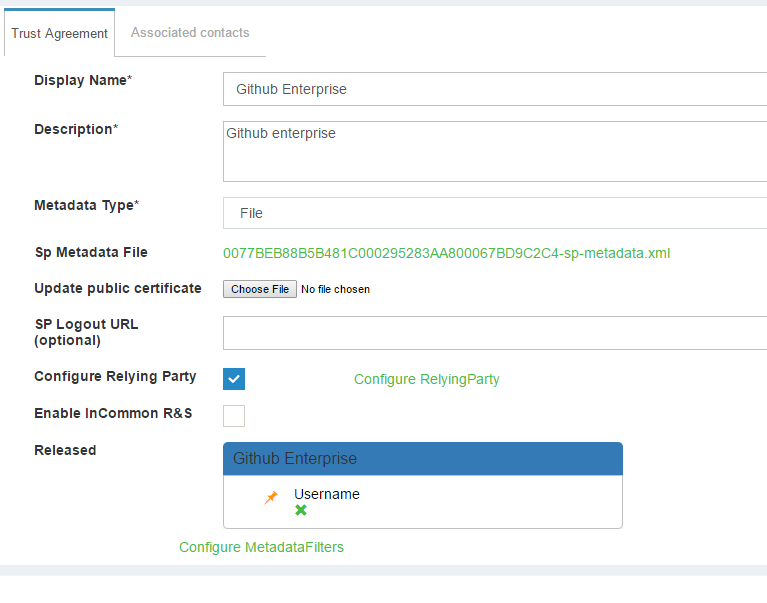 Trust Agreement
Associated contacts
Display Name*
Github Enterprise
Description*
Github enterprise
Metadata Type*
File
Sp Metadata File
0077BEB88B5B481C000295283AA800067BD9C2C4-sp-metadata.xml
Update public certificate
Choose File No file chosen
SP Logout URL
(optional)
Configure Relying Party
Configure RelyingParty
Enable InCommon R&S
Released
Github Enterprise
Username
Configure MetadataFilters